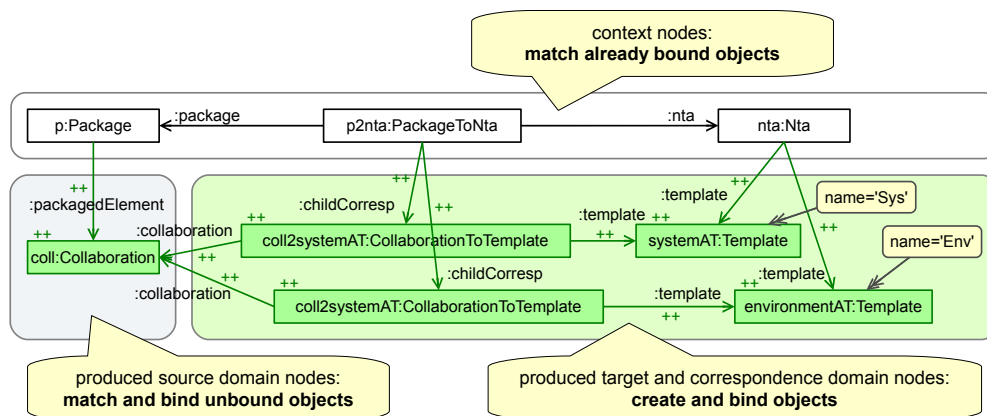 context nodes:
match already bound objects
p:Package
:package
p2nta:PackageToNta
:nta
nta:Nta
++
:packagedElement
++
coll:Collaboration
++
:childCorresp
++
:collaboration
++
++
coll2systemAT:CollaborationToTemplate
:template
++
:template
++
++
systemAT:Template
name='Sys'
++
name='Env'
++
:collaboration
:childCorresp
++
coll2systemAT:CollaborationToTemplate
:template
++
:template
++
environmentAT:Template
produced source domain nodes:
match and bind unbound objects
produced target and correspondence domain nodes:
create and bind objects